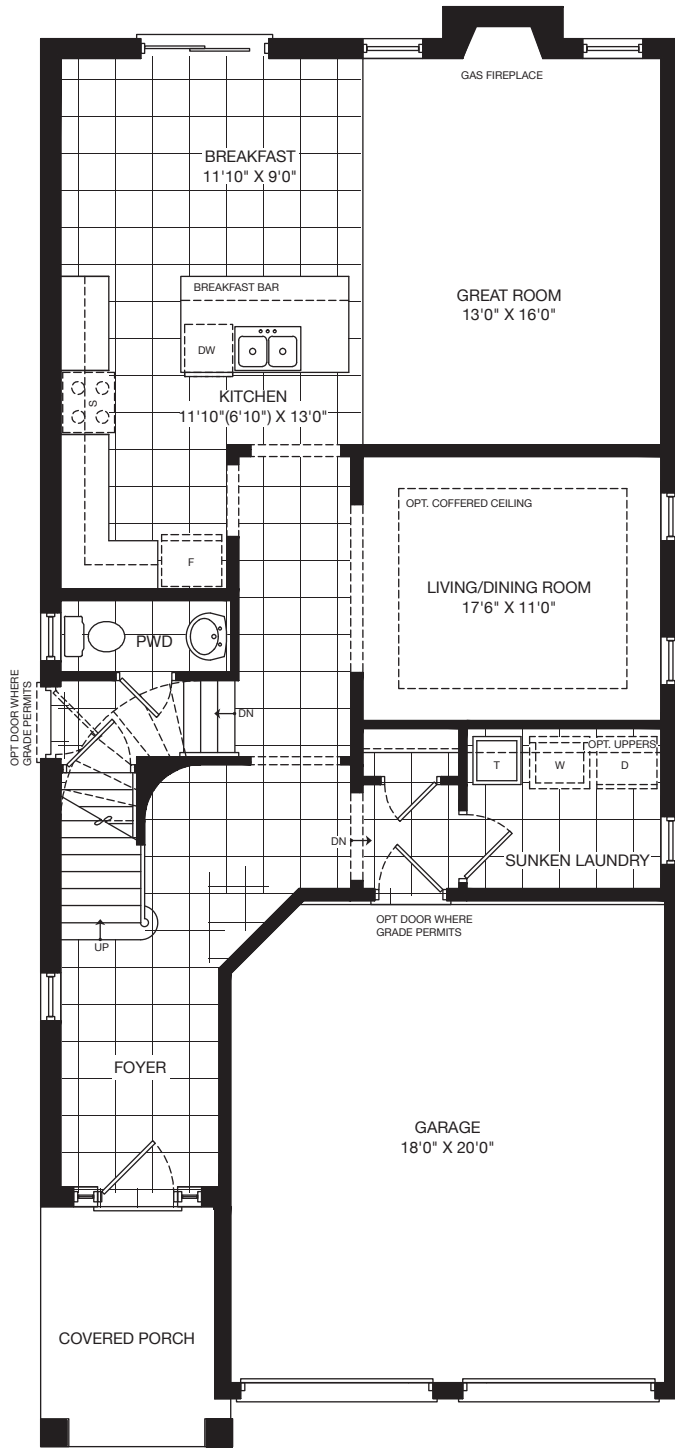 GAS FIREPLACE
BREAKFAST
11'10" X 9'0"
BREAKFAST BAR
GREAT ROOM
13'0" X 16'0"
DW
KITCHEN
11'10"(6'10") X 13'0"
S
OPT. COFFERED CEILING
F
LIVING/DINING ROOM
17'6" X 11'0"
PWD
OPT DOOR WHERE
GRADE PERMITS
DN
OPT. UPPERS
T
W
D
DN
SUNKEN LAUNDRY
OPT DOOR WHERE
GRADE PERMITS
UP
FOYER
GARAGE
18'0" X 20'0"
COVERED PORCH